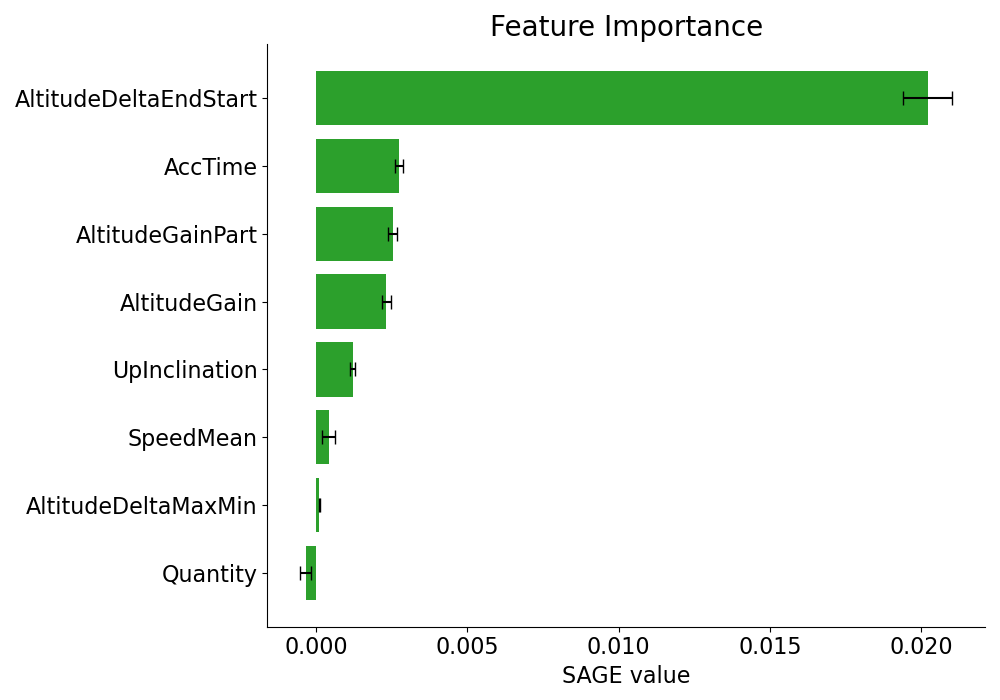 Feature Importance
AltitudeDeltaEndStart
AccTime
AltitudeGainPart
AltitudeGain
UpInclination
SpeedMean
AltitudeDeltaMaxMin
Quantity
0.000 0.005 0.010 0.015 0.020
SAGE value